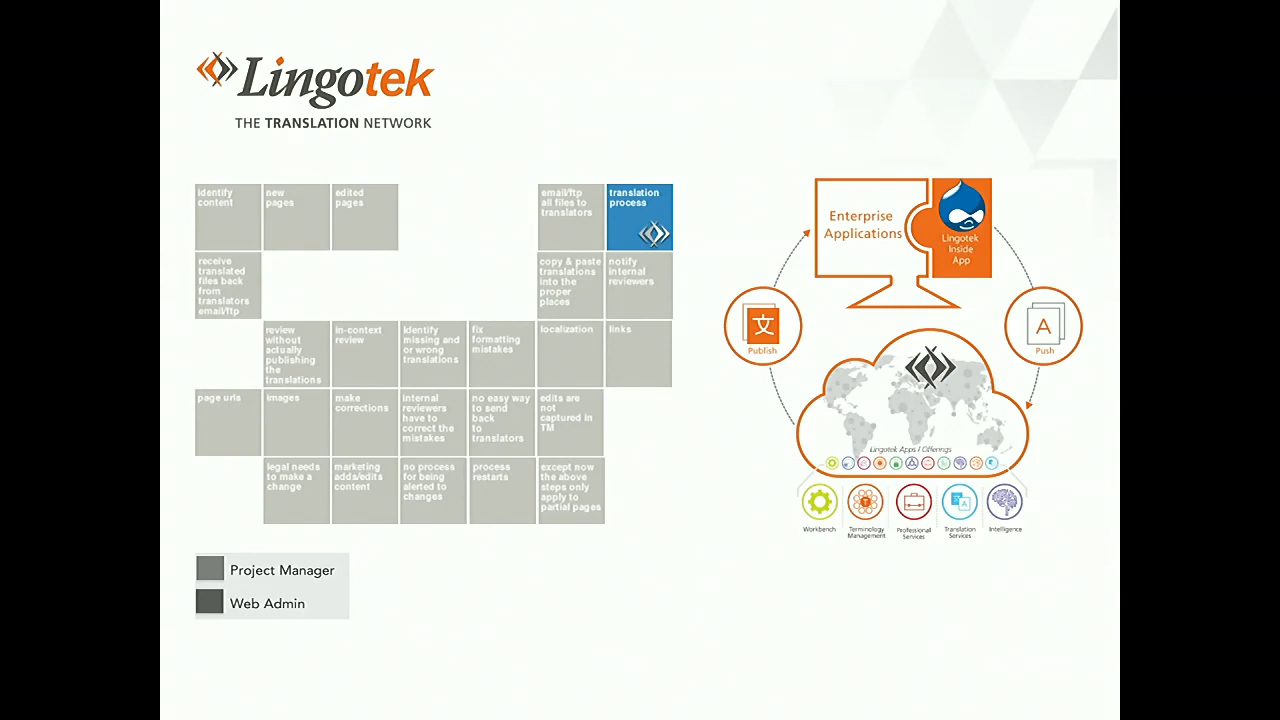 Lingotek
THE TRANSLATION NETWORK
identify
content
new
pages
edited
pages
email/ftp
all files to
translators
translation
process
receive
translated
files back
from
translators
email/ftp
copy & paste
translations
into the
proper
places
notify
internal
reviewers
review
without
actually
publishing
the
translations
in-context
review
identify
missing and
or wrong
translations
fix
formatting
mistakes
localization
links
page urls
images
make
corrections
internal
reviewers
have to
correct the
mistakes
no easy way
to send
back
to
translators
edits are
not
captured in
TM
legal needs
to make a
change
marketing
adds/edits
content
no process
for being
alerted to
changes
process
restarts
except now
the above
steps only
apply to
partial pages
Project Manager
Web Admin
Enterprise
Applications
Lingotek
Inside
App
文
Publish
A
Push
Lingotek Apps / Offerings
Workbench
Terminology
Management
Professional
Services
Translation
Services
Intelligence